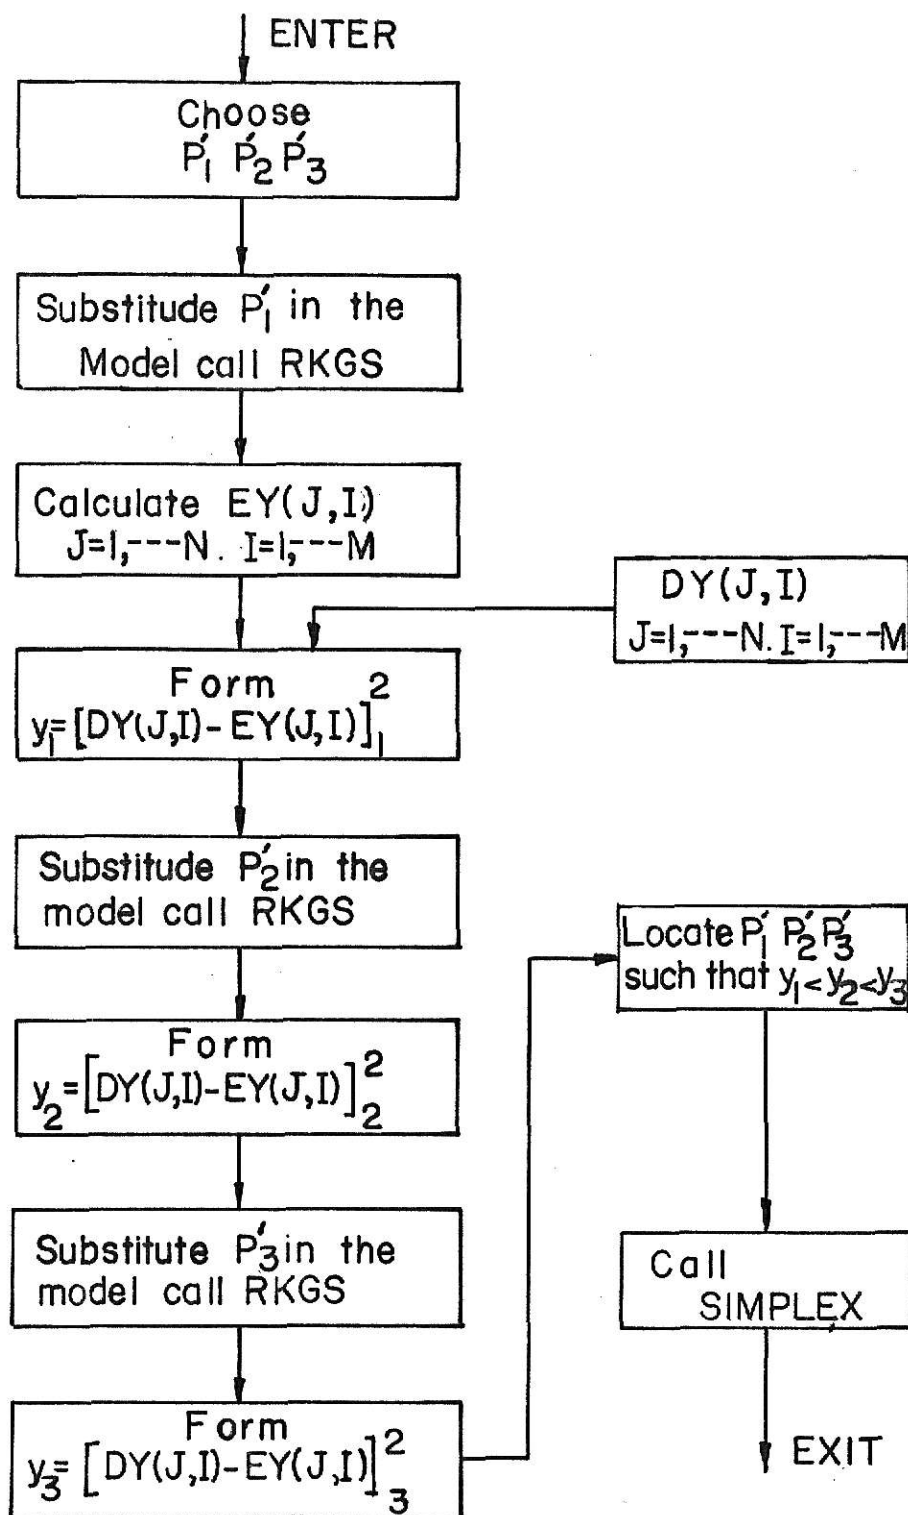 ENTER
Choose
P'₁ P'₂ P'₃
Substitude P'₁ in the
Model call RKGS
Calculate EY(J,I)
J=1,---N. I=1,---M
DY(J,I)
J=1,---N. I=1,---M
Form
y₁=[DY(J,I)-EY(J,I)]₁²
Substitude P'₂ in the
model call RKGS
Form
y₂=[DY(J,I)-EY(J,I)]₂²
Substitute P'₃ in the
model call RKGS
Form
y₃=[DY(J,I)-EY(J,I)]₃²
Locate P'₁ P'₂ P'₃
such that y₁<y₂<y₃
Call
SIMPLEX
EXIT